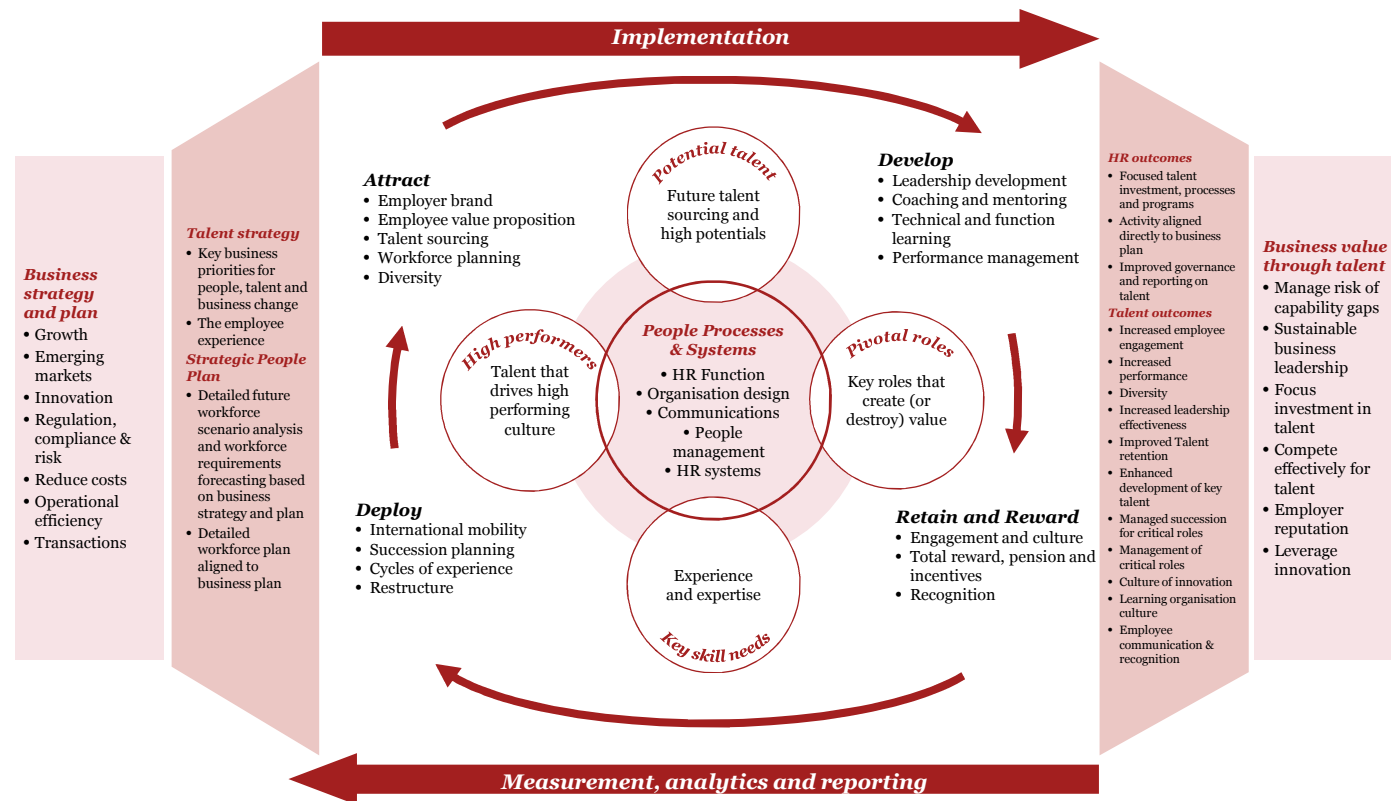 Implementation
Business
strategy
and plan
• Growth
• Emerging
markets
• Innovation
• Regulation,
compliance &
risk
• Reduce costs
• Operational
efficiency
• Transactions
Talent strategy
• Key business
priorities for
people, talent and
business change
• The employee
experience
Strategic People
Plan
• Detailed future
workforce
scenario analysis
and workforce
requirements
forecasting based
on business
strategy and plan
• Detailed
workforce plan
aligned to
business plan
Attract
• Employer brand
• Employee value proposition
• Talent sourcing
• Workforce planning
• Diversity
Potential talent
Future talent
sourcing and
high potentials
Develop
• Leadership development
• Coaching and mentoring
• Technical and function
learning
• Performance management
High performers
Talent that
drives high
performing
culture
People Processes
& Systems
• HR Function
• Organisation design
• Communications
• People
management
• HR systems
Pivotal roles
Key roles that
create (or
destroy) value
Deploy
• International mobility
• Succession planning
• Cycles of experience
• Restructure
Experience
and expertise
Key skill needs
Retain and Reward
• Engagement and culture
• Total reward, pension and
incentives
• Recognition
HR outcomes
• Focused talent
investment, processes
and programs
• Activity aligned
directly to business
plan
• Improved governance
and reporting on
talent
Talent outcomes
• Increased employee
engagement
• Increased
performance
• Diversity
• Increased leadership
effectiveness
• Improved Talent
retention
• Enhanced
development of key
talent
• Managed succession
for critical roles
• Management of
critical roles
• Culture of innovation
• Learning organisation
culture
• Employee
communication &
recognition
Business value
through talent
• Manage risk of
capability gaps
• Sustainable
business
leadership
• Focus
investment in
talent
• Compete
effectively for
talent
• Employer
reputation
• Leverage
innovation
Measurement, analytics and reporting